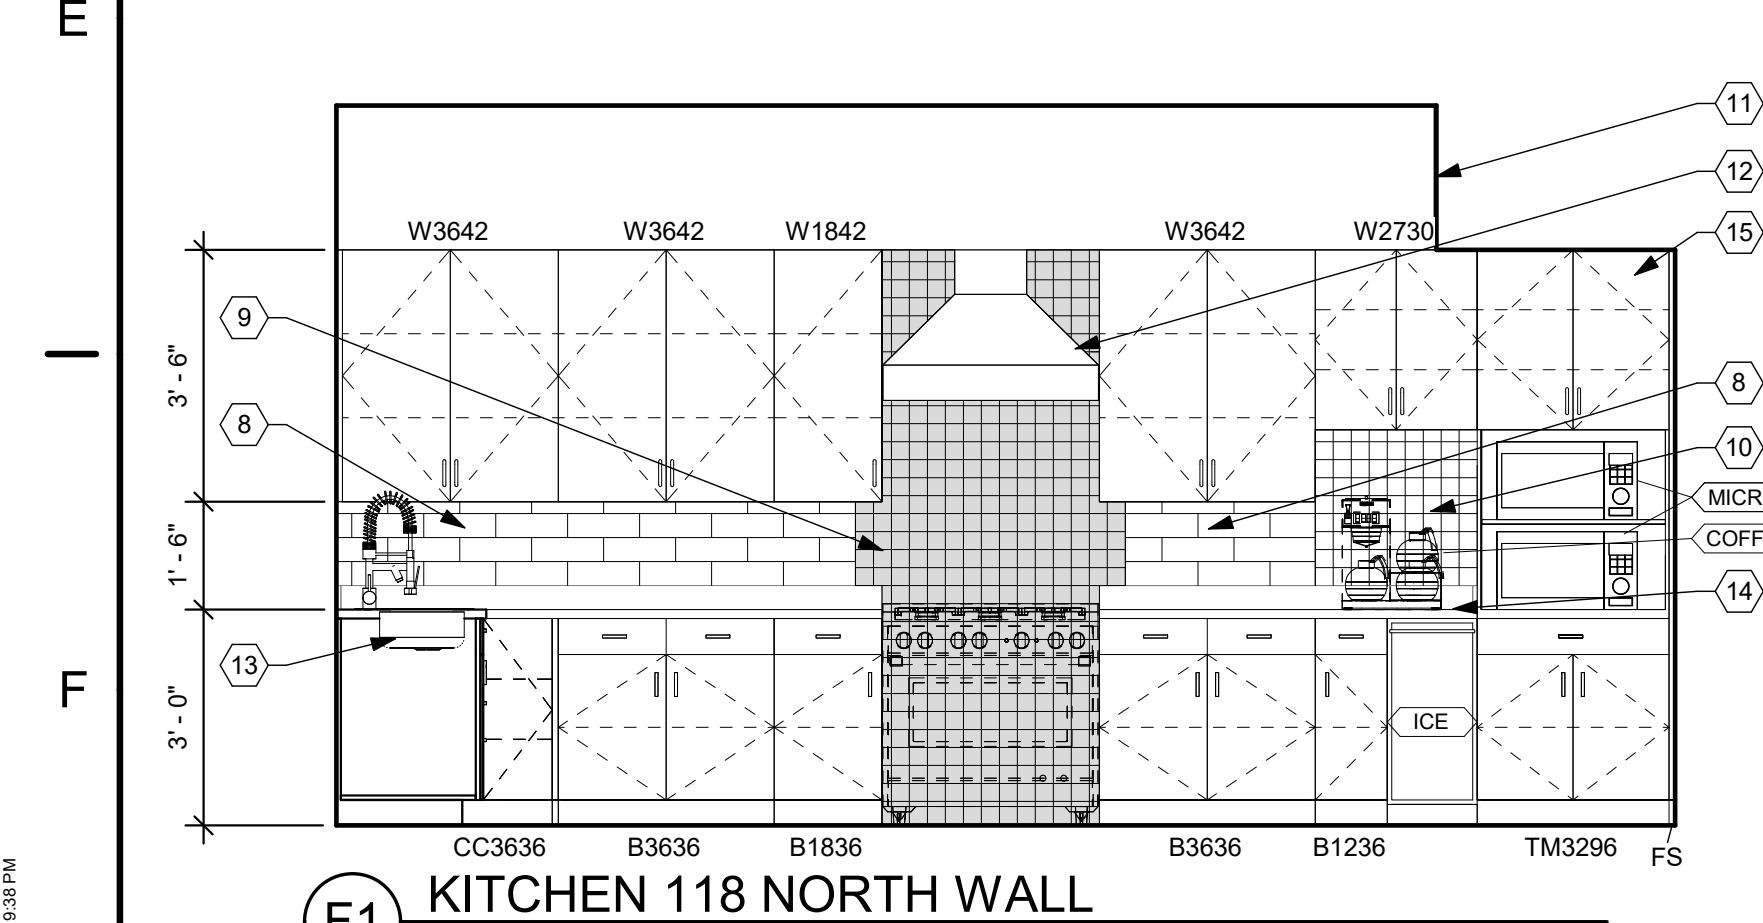 E
11
12
W3642 W3642 W1842 W3642 W2730
15
9
3' - 6"
8
8
10
MICR
1' - 6"
COFF
14
13
F
3' - 0"
ICE
CC3636 B3636 B1836 B3636 B1236 TM3296 FS
KITCHEN 118 NORTH WALL
F1
9:38 PM